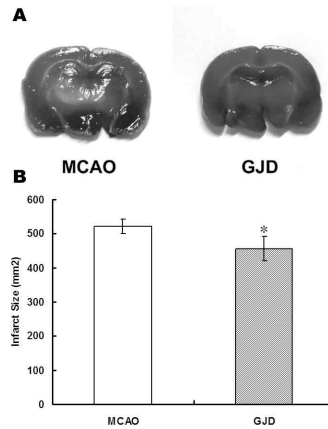 A
MCAO GJD
B
600
500
400
300
200
100
0
Infarct Size (mm2)
*
MCAO GJD